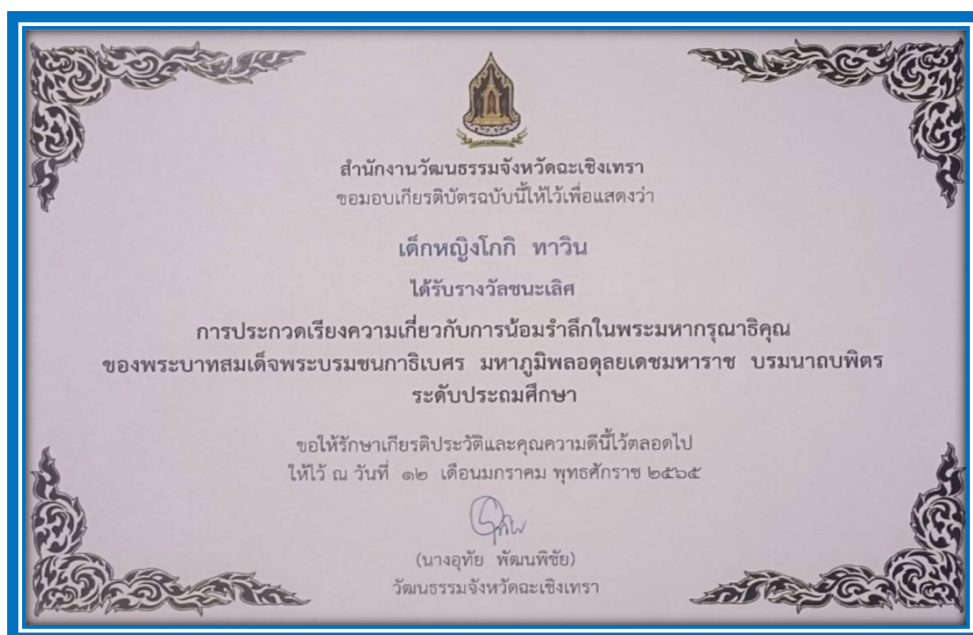 สำนักงานวัฒนธรรมจังหวัดฉะเชิงเทรา
ขอมอบเกียรติบัตรฉบับนี้ให้ไว้เพื่อแสดงว่า
เด็กหญิงโกกิ ทาวิน
ได้รับรางวัลชนะเลิศ
การประกวดเรียงความเกี่ยวกับการน้อมรำลึกในพระมหากรุณาธิคุณ
ของพระบาทสมเด็จพระบรมชนกาธิเบศร มหาภูมิพลอดุลยเดชมหาราช บรมนาถบพิตร
ระดับประถมศึกษา
ขอให้รักษาเกียรติประวัติและคุณความดีนี้ไว้ตลอดไป
ให้ไว้ ณ วันที่ ๑๒ เดือนมกราคม พุทธศักราช ๒๕๖๕
(นางอุทัย พัฒนพิชัย)
วัฒนธรรมจังหวัดฉะเชิงเทรา